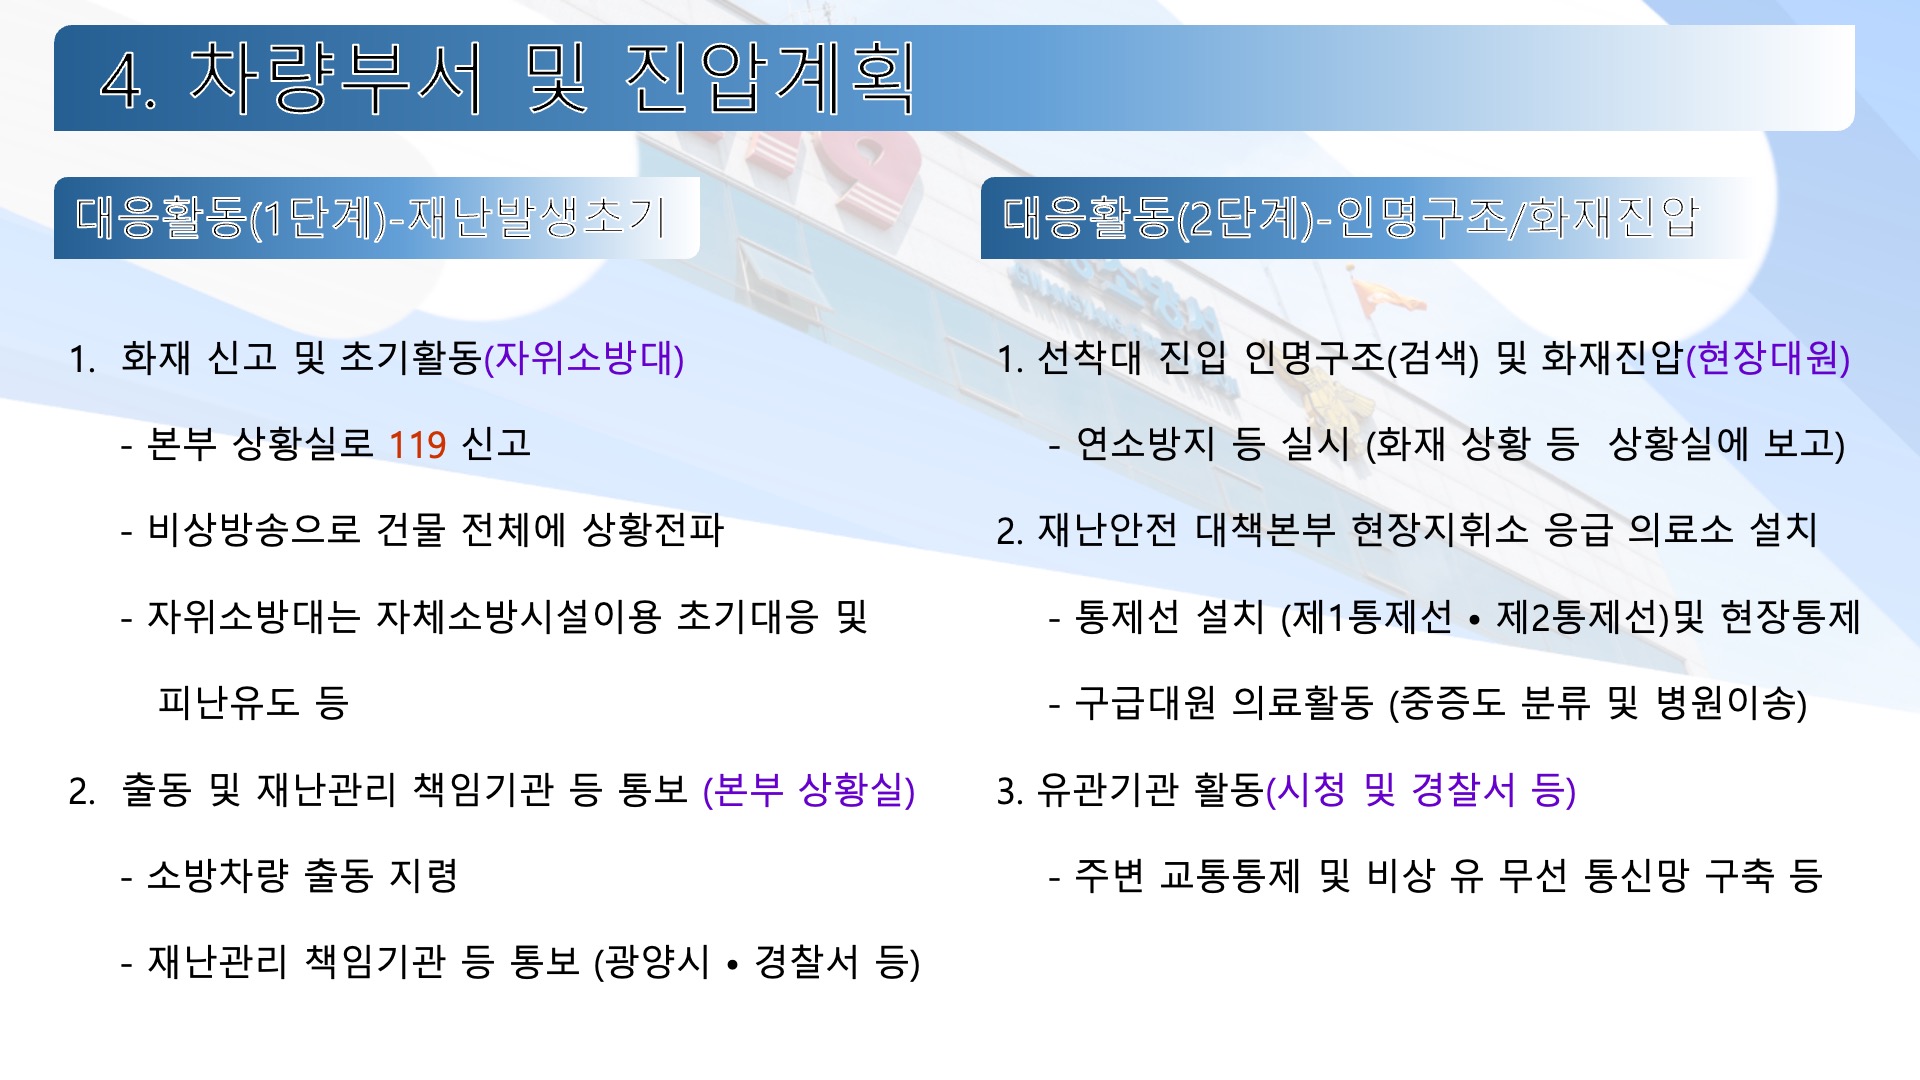 4. 차량부서 및 진압계획
대응활동(1단계)-재난발생초기
1. 화재 신고 및 초기활동(자위소방대)
- 본부 상황실로 119 신고
- 비상방송으로 건물 전체에 상황전파
- 자위소방대는 자체소방시설이용 초기대응 및
피난유도 등
2. 출동 및 재난관리 책임기관 등 통보 (본부 상황실)
- 소방차량 출동 지령
- 재난관리 책임기관 등 통보 (광양시 • 경찰서 등)
대응활동(2단계)-인명구조/화재진압
1. 선착대 진입 인명구조(검색) 및 화재진압(현장대원)
- 연소방지 등 실시 (화재 상황 등 상황실에 보고)
2. 재난안전 대책본부 현장지휘소 응급 의료소 설치
- 통제선 설치 (제1통제선 • 제2통제선)및 현장통제
- 구급대원 의료활동 (중증도 분류 및 병원이송)
3. 유관기관 활동(시청 및 경찰서 등)
- 주변 교통통제 및 비상 유 무선 통신망 구축 등